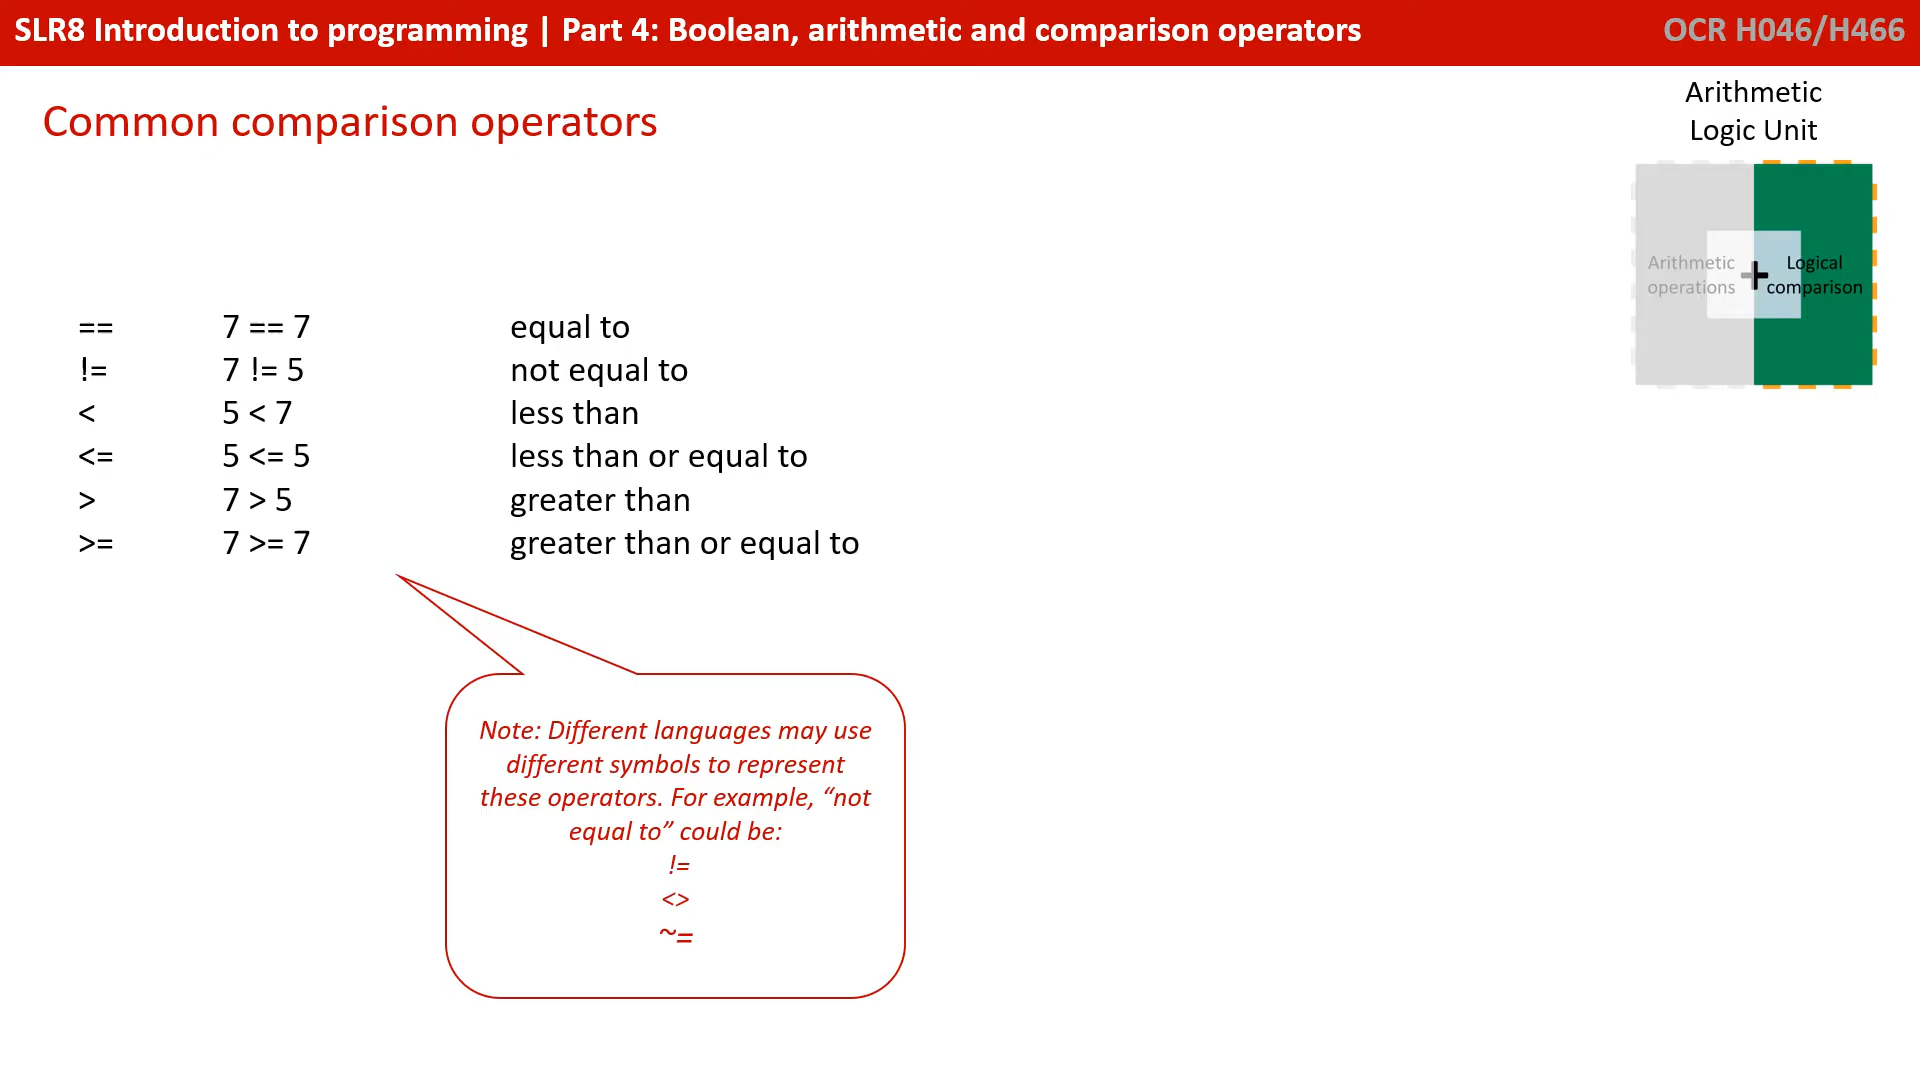 SLR8 Introduction to programming | Part 4: Boolean, arithmetic and comparison operators
OCR H046/H466
Common comparison operators
Arithmetic
Logic Unit
Arithmetic
operations
+
Logical
comparison
== 7 == 7 equal to
!= 7 != 5 not equal to
< 5 < 7 less than
<= 5 <= 5 less than or equal to
> 7 > 5 greater than
>= 7 >= 7 greater than or equal to
Note: Different languages may use
different symbols to represent
these operators. For example, “not
equal to” could be:
!=
<>
~=